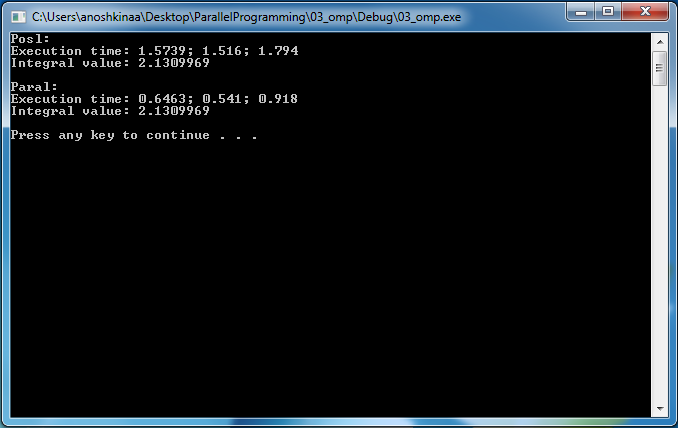 C:\Users\anoshkinaa\Desktop\ParallelProgramming\03_omp\Debug\03_omp.exe
Posl:
Execution time: 1.5739; 1.516; 1.794
Integral value: 2.1309969
Paral:
Execution time: 0.6463; 0.541; 0.918
Integral value: 2.1309969
Press any key to continue . . .